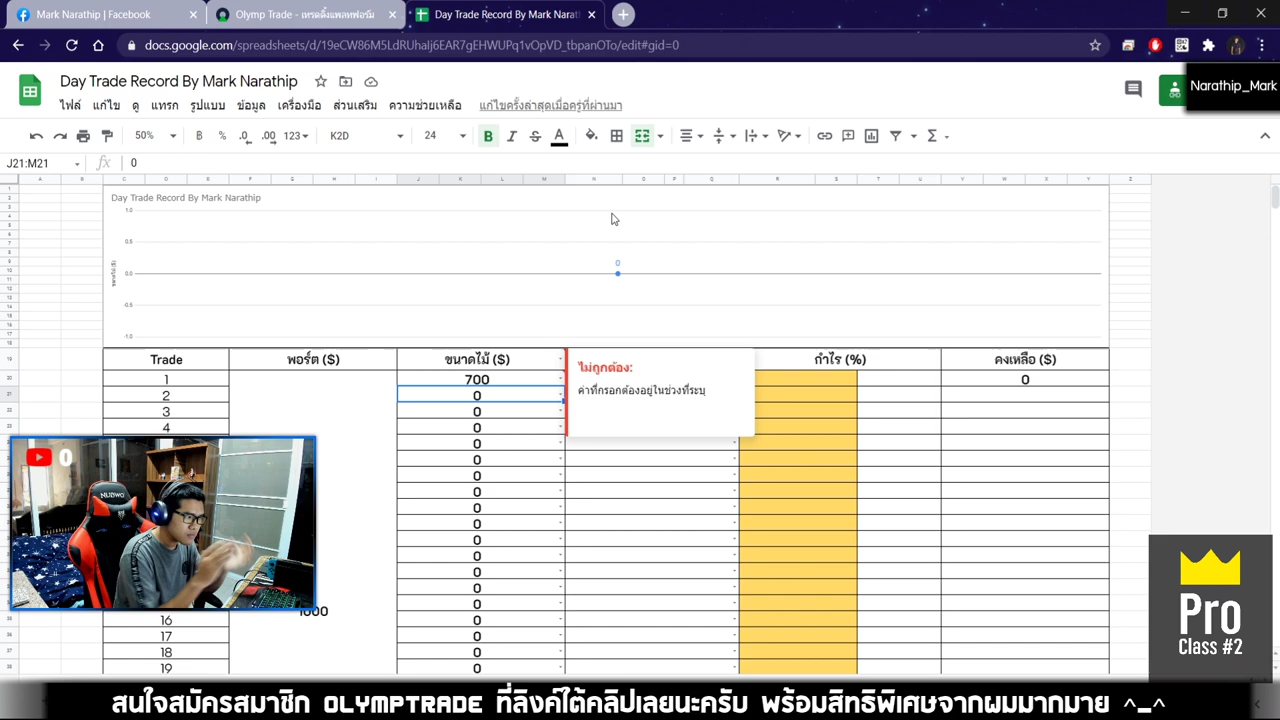 Mark Narathip | Facebook
Olymp Trade - เทรดดิ้งแพลทฟอร์ม
Day Trade Record By Mark Narat
docs.google.com/spreadsheets/d/19eCW86M5LdRUhaIj6EAR7gEHWUPq1vOpVD_tbpanOTo/edit#gid=0
Day Trade Record By Mark Narathip
Narathip_Mark
ไฟล์ แก้ไข ดู แทรก รูปแบบ ข้อมูล เครื่องมือ ส่วนเสริม ความช่วยเหลือ แก้ไขครั้งล่าสุดเมื่อครู่ที่ผ่านมา
50% ฿ % .0 .00 123 K2D 24 B I S A
J21:M21 fx 0
Day Trade Record By Mark Narathip
1.0
0.5
0
0.0
-0.5
-1.0
Trade พอร์ต ($) ขนาดไม้ ($) กำไร (%) คงเหลือ ($)
ไม่ถูกต้อง:
ค่าที่กรอกต้องอยู่ในช่วงที่ระบุ
1 700 0
2 0
3 0
4 0
0
0
0
0
0
0
0
0
0
0
1000
16 0
17 0
18 0
19 0
0
NUBWO
Pro
Class #2
สนใจสมัครสมาชิก OLYMPTRADE ที่ลิงค์ใต้คลิปเลยนะครับ พร้อมสิทธิพิเศษจากผมมากมาย ^_^